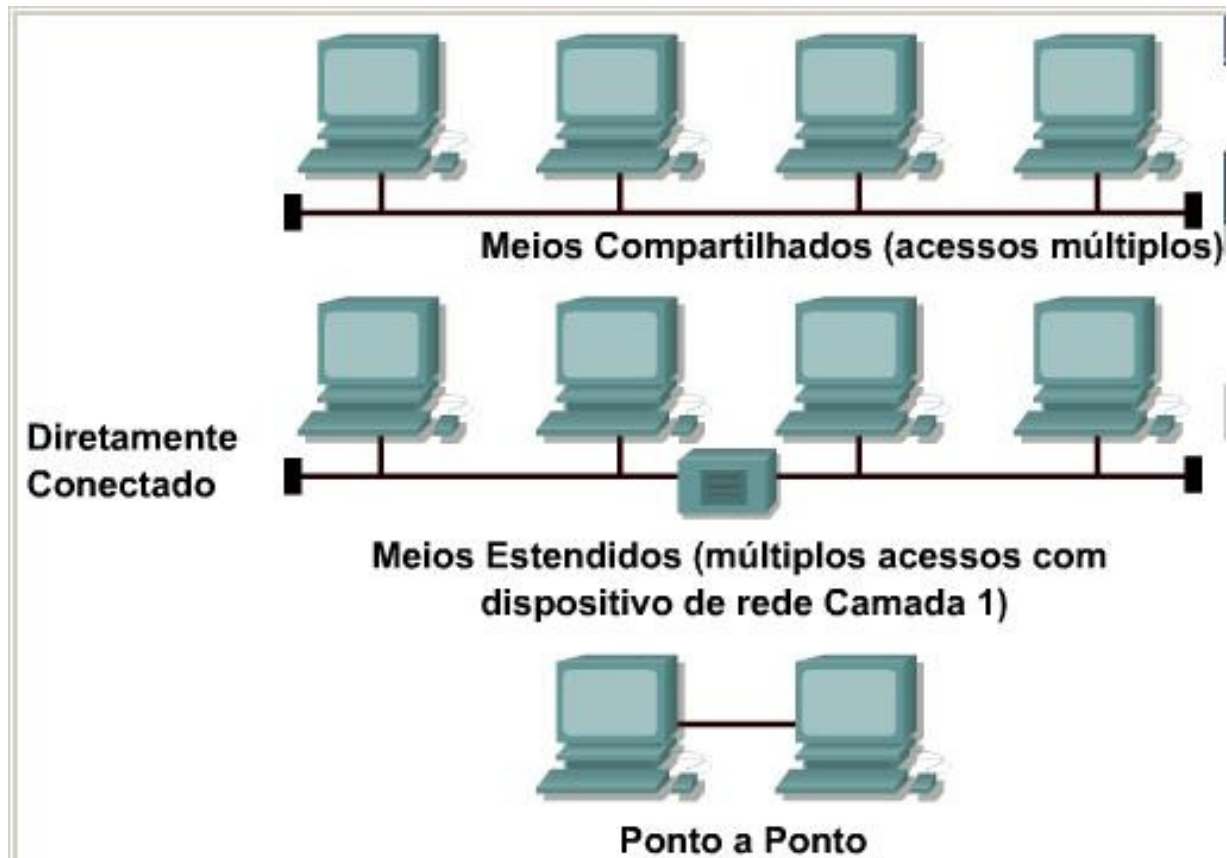 Meios Compartilhados (acessos múltiplos)
Diretamente
Conectado
Meios Estendidos (múltiplos acessos com
dispositivo de rede Camada 1)
Ponto a Ponto